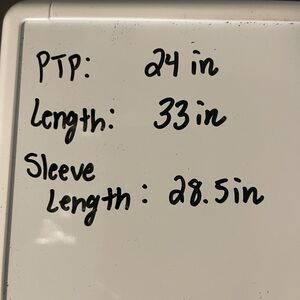 PTP: 24 in
Length: 33 in
Sleeve
Length: 28.5 in